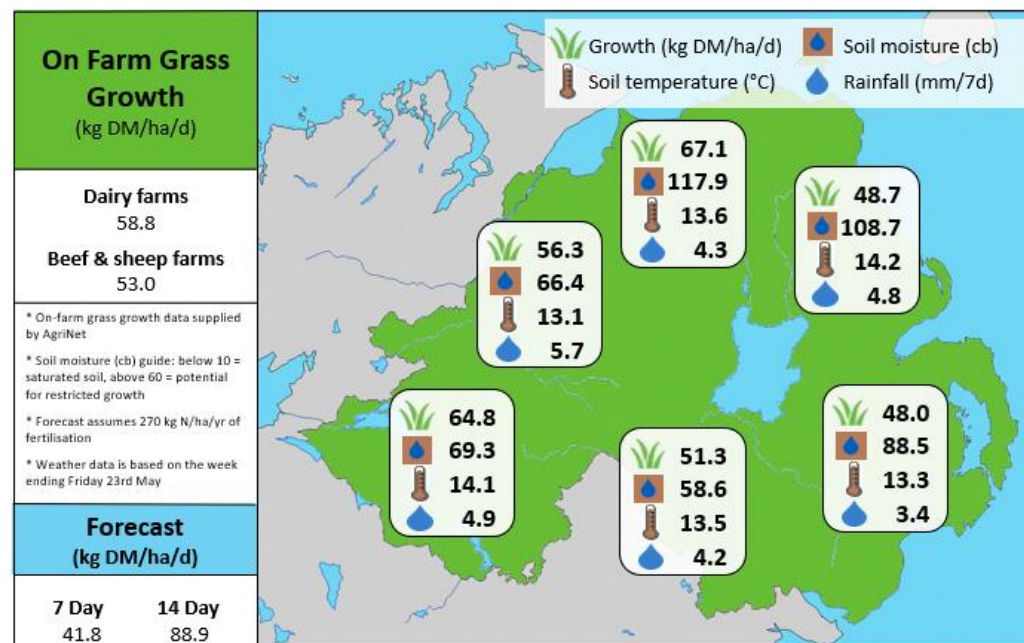 On Farm Grass
Growth
(kg DM/ha/d)
Dairy farms
58.8
Beef & sheep farms
53.0
* On-farm grass growth data supplied
by AgriNet
* Soil moisture (cb) guide: below 10 =
saturated soil, above 60 = potential
for restricted growth
* Forecast assumes 270 kg N/ha/yr of
fertilisation
* Weather data is based on the week
ending Friday 23rd May
Forecast
(kg DM/ha/d)
7 Day 14 Day
41.8 88.9
Growth (kg DM/ha/d) Soil moisture (cb)
Soil temperature (°C) Rainfall (mm/7d)
67.1
117.9
13.6
4.3
48.7
108.7
14.2
4.8
56.3
66.4
13.1
5.7
64.8
69.3
14.1
4.9
51.3
58.6
13.5
4.2
48.0
88.5
13.3
3.4